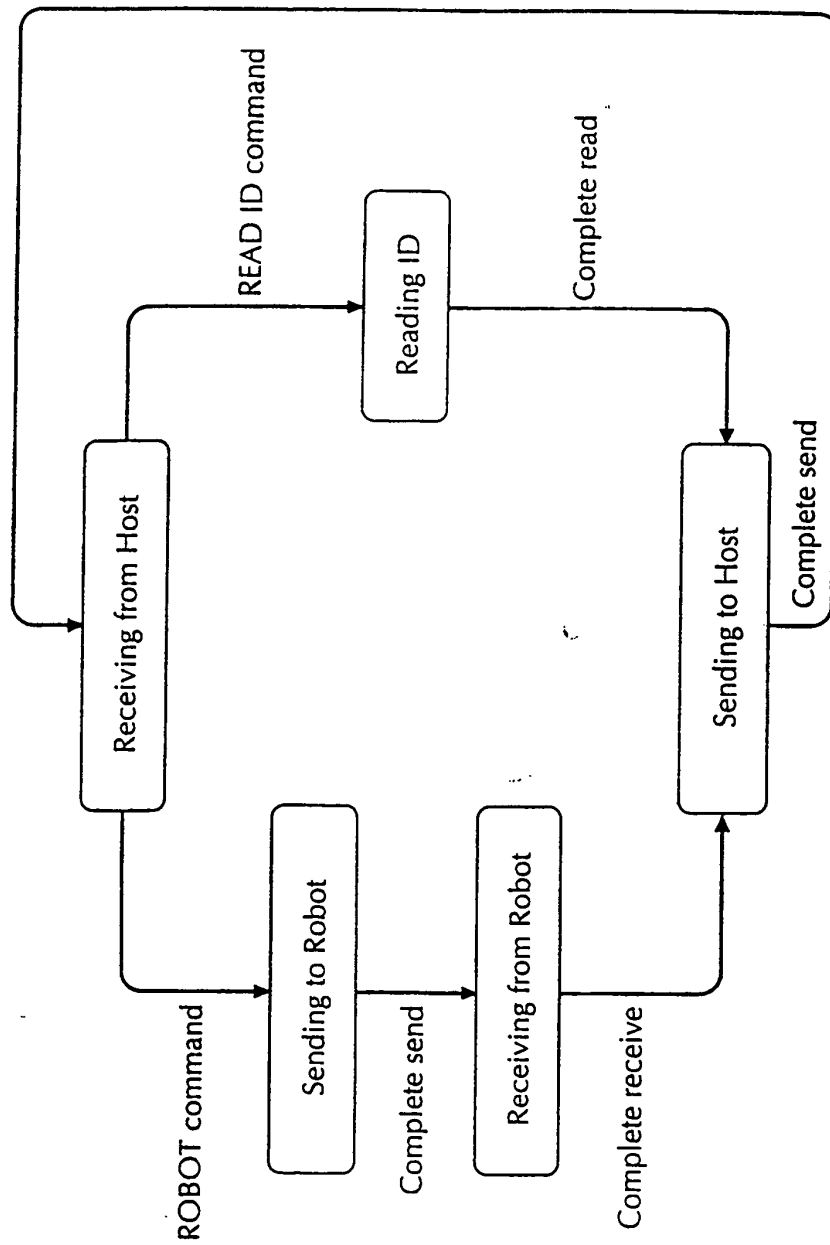 Receiving from Host
ROBOT command
READ ID command
Sending to Robot
Reading ID
Complete send
Receiving from Robot
Complete read
Complete receive
Sending to Host
Complete send